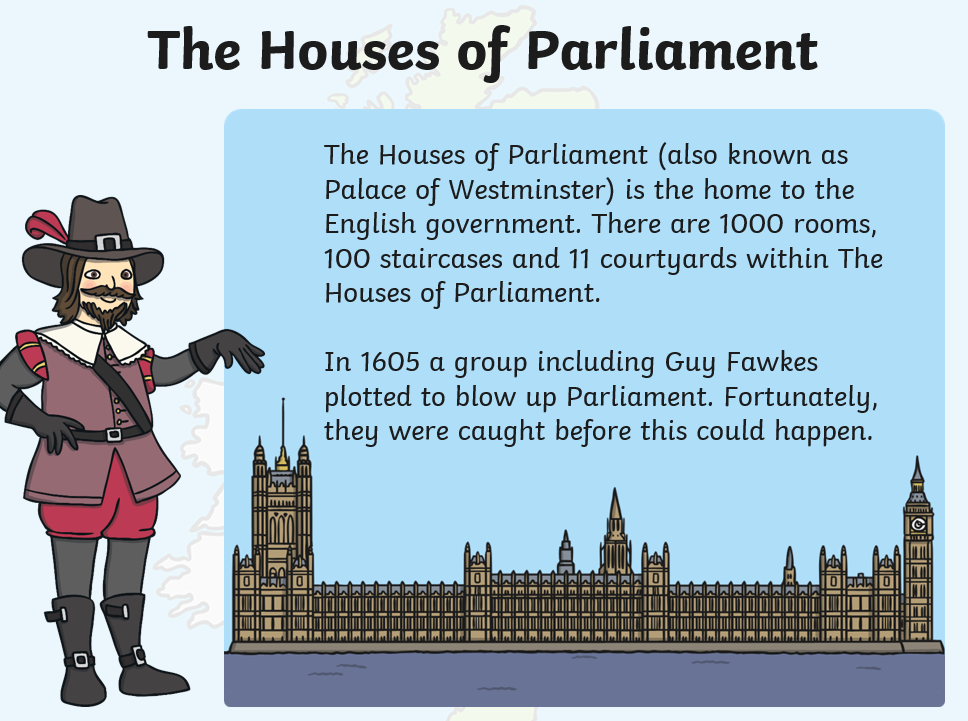 The Houses of Parliament
The Houses of Parliament (also known as
Palace of Westminster) is the home to the
English government. There are 1000 rooms,
100 staircases and 11 courtyards within The
Houses of Parliament.
In 1605 a group including Guy Fawkes
plotted to blow up Parliament. Fortunately,
they were caught before this could happen.